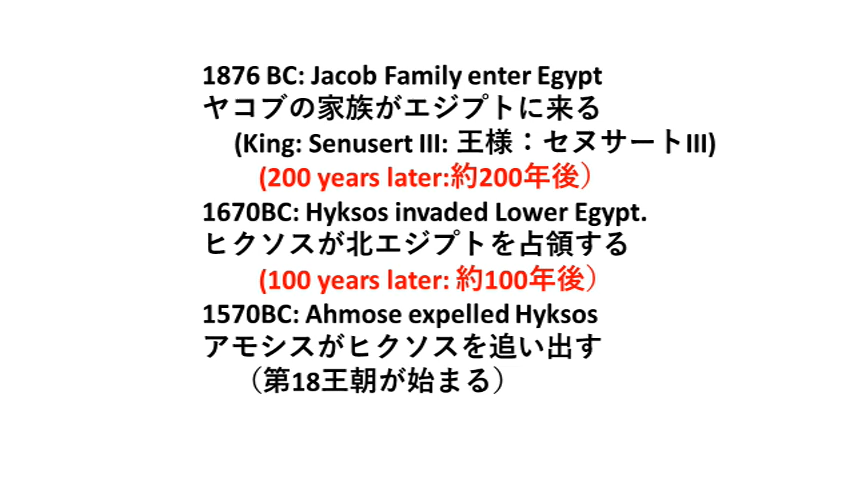 1876 BC: Jacob Family enter Egypt
ヤコブの家族がエジプトに来る
(King: Senusert III: 王様：セヌサートIII)
(200 years later:約200年後）
1670BC: Hyksos invaded Lower Egypt.
ヒクソスが北エジプトを占領する
(100 years later: 約100年後）
1570BC: Ahmose expelled Hyksos
アモシスがヒクソスを追い出す
（第18王朝が始まる）